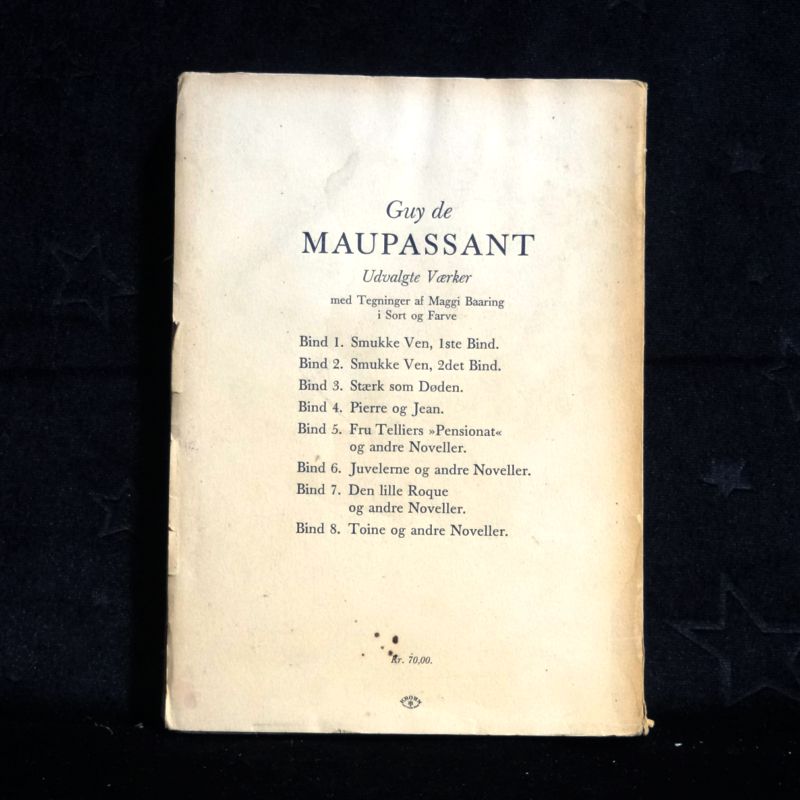 Guy de
MAUPASSANT
Udvalgte Værker
med Tegninger af Maggi Baaring
i Sort og Farve
Bind 1. Smukke Ven, 1ste Bind.
Bind 2. Smukke Ven, 2det Bind.
Bind 3. Stærk som Døden.
Bind 4. Pierre og Jean.
Bind 5. Fru Telliers »Pensionat«
og andre Noveller.
Bind 6. Juvelerne og andre Noveller.
Bind 7. Den lille Roque
og andre Noveller.
Bind 8. Toine og andre Noveller.
Kr. 70,00.